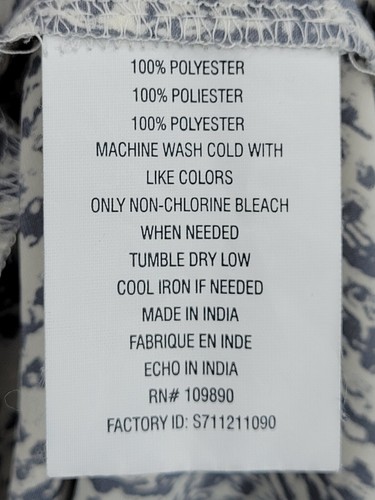 100% POLYESTER
100% POLIESTER
100% POLYESTER
MACHINE WASH COLD WITH
LIKE COLORS
ONLY NON-CHLORINE BLEACH
WHEN NEEDED
TUMBLE DRY LOW
COOL IRON IF NEEDED
MADE IN INDIA
FABRIQUE EN INDE
ECHO IN INDIA
RN# 109890
FACTORY ID: S711211090